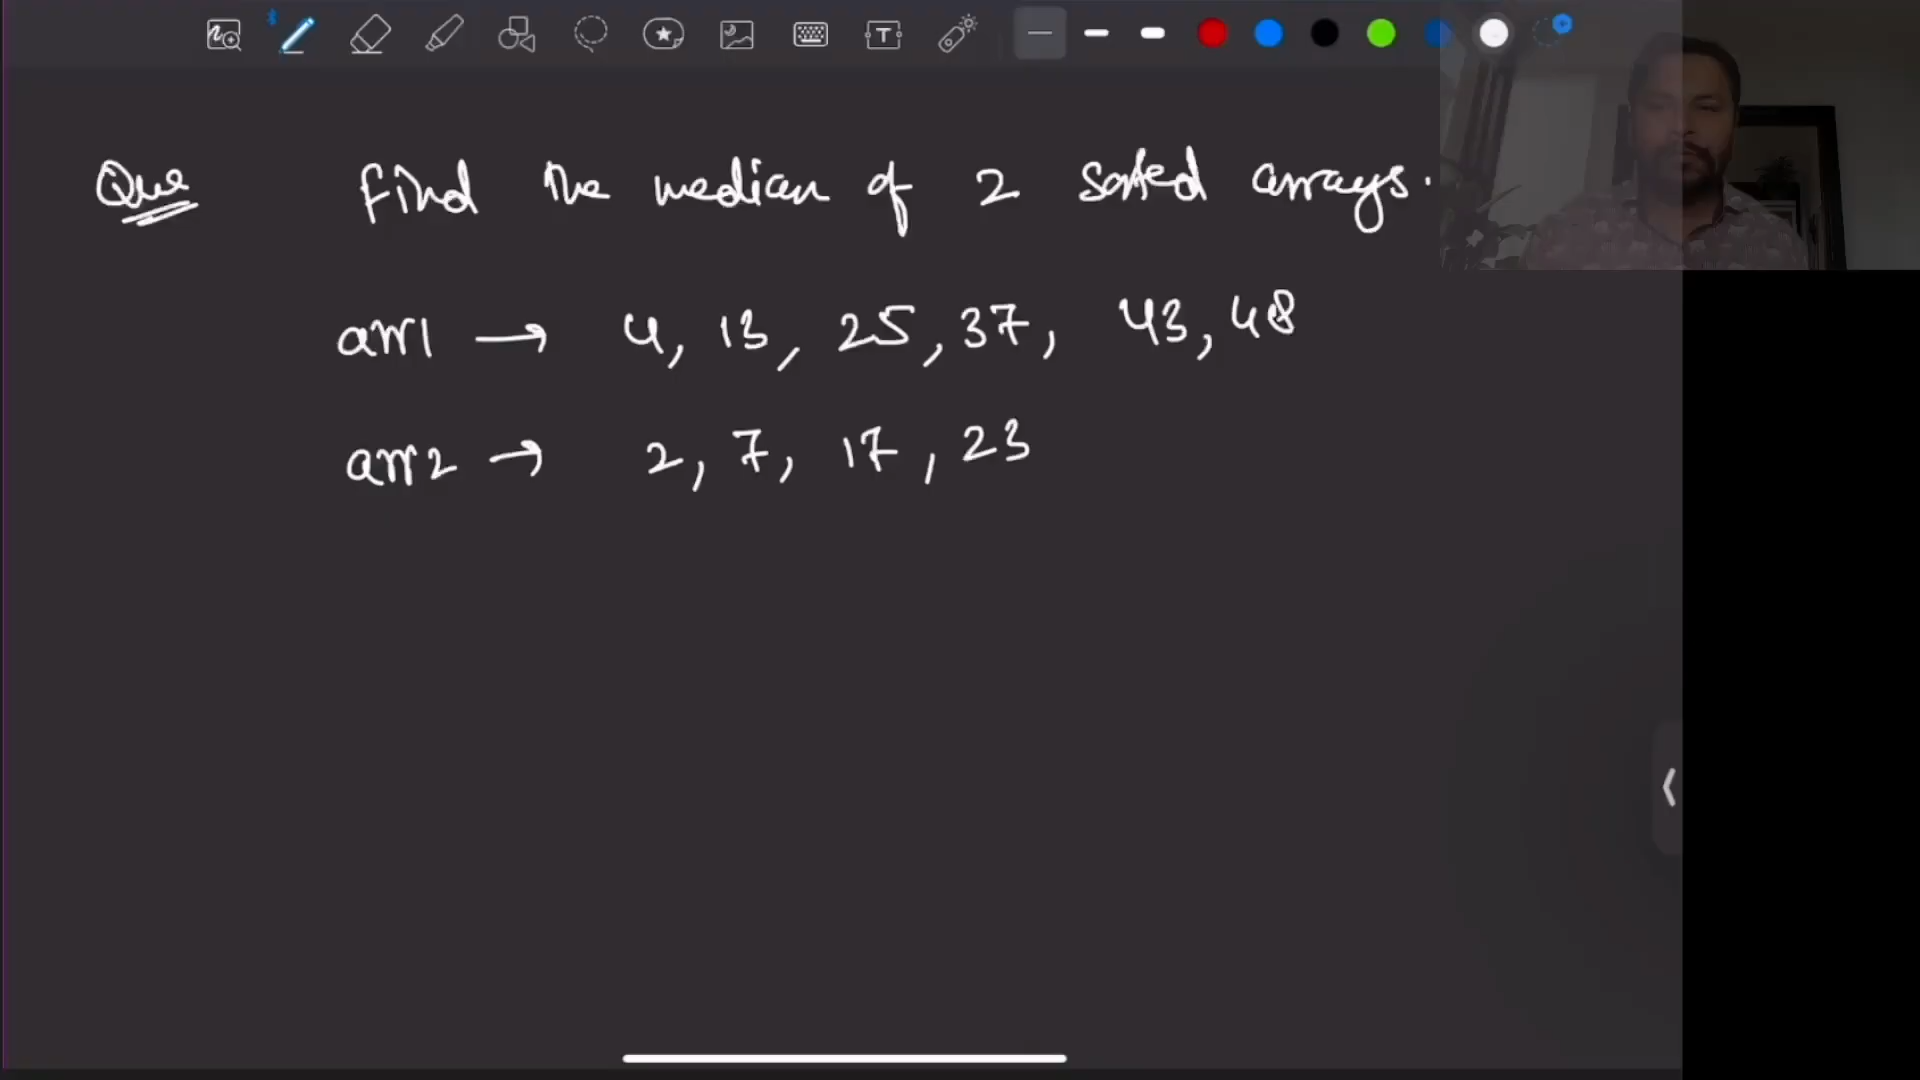 Que Find the median of 2 sorted arrays.
arr1 → 4, 13, 25, 37, 43, 48
arr2 → 2, 7, 17, 23